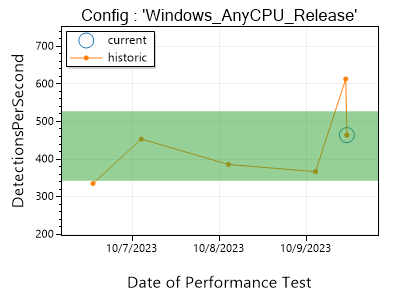 Config : 'Windows_AnyCPU_Release'
current
historic
DetectionsPerSecond
700
600
500
400
300
200
10/7/2023
10/8/2023
10/9/2023
Date of Performance Test